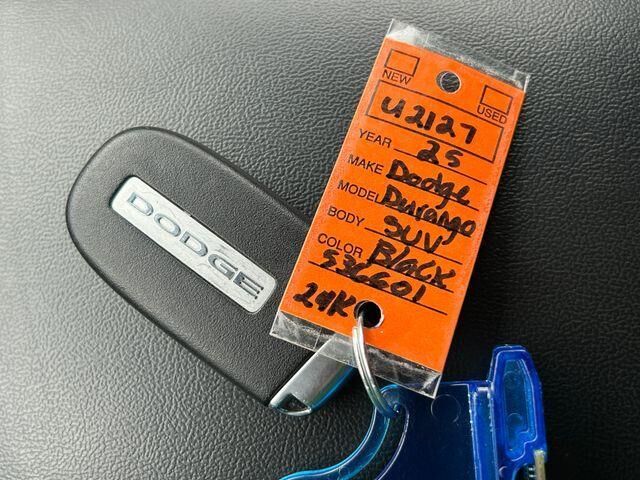 NEW
USED
U2127
YEAR 25
MAKE Dodge
MODEL Durango
BODY SUV
COLOR Black
536601
24K
DODGE